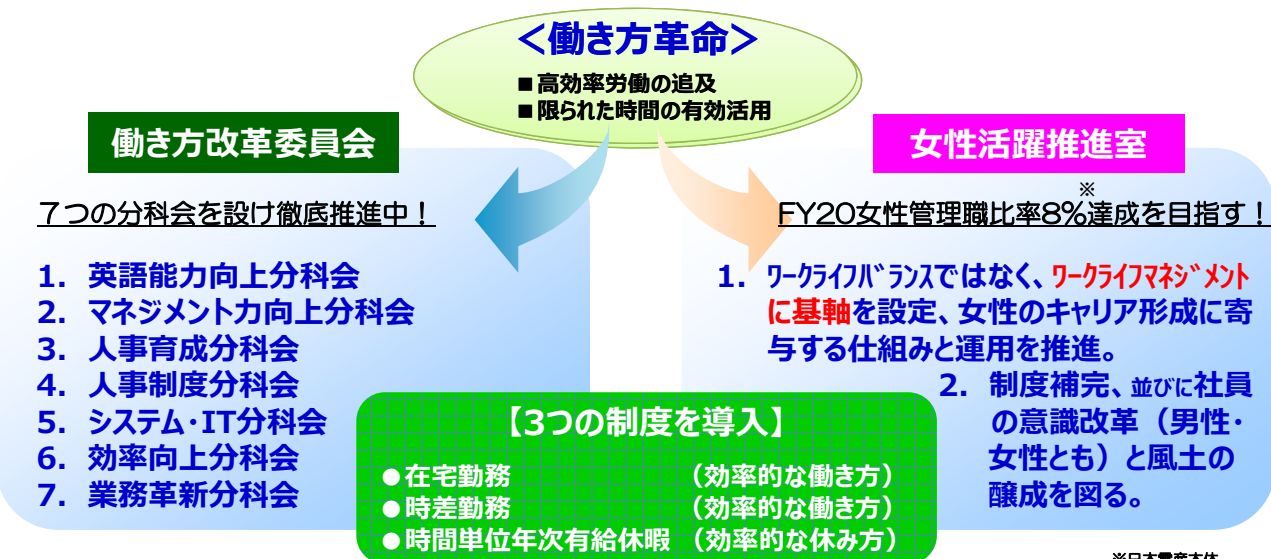 ＜働き方革命＞
■高効率労働の追及
■限られた時間の有効活用
働き方改革委員会
７つの分科会を設け徹底推進中！
1. 英語能力向上分科会
2. マネジメント力向上分科会
3. 人事育成分科会
4. 人事制度分科会
5. システム・IT分科会
6. 効率向上分科会
7. 業務革新分科会
女性活躍推進室
※
FY20女性管理職比率8%達成を目指す！
1. ﾜｰｸﾗｲﾌﾊﾞﾗﾝｽではなく、ﾜｰｸﾗｲﾌﾏﾈｼﾞﾒﾝﾄ
に基軸を設定、女性のキャリア形成に寄
与する仕組みと運用を推進。
2. 制度補完、並びに社員
の意識改革（男性・
女性とも）と風土の
醸成を図る。
【3つの制度を導入】
●在宅勤務 （効率的な働き方）
●時差勤務 （効率的な働き方）
●時間単位年次有給休暇 （効率的な休み方）